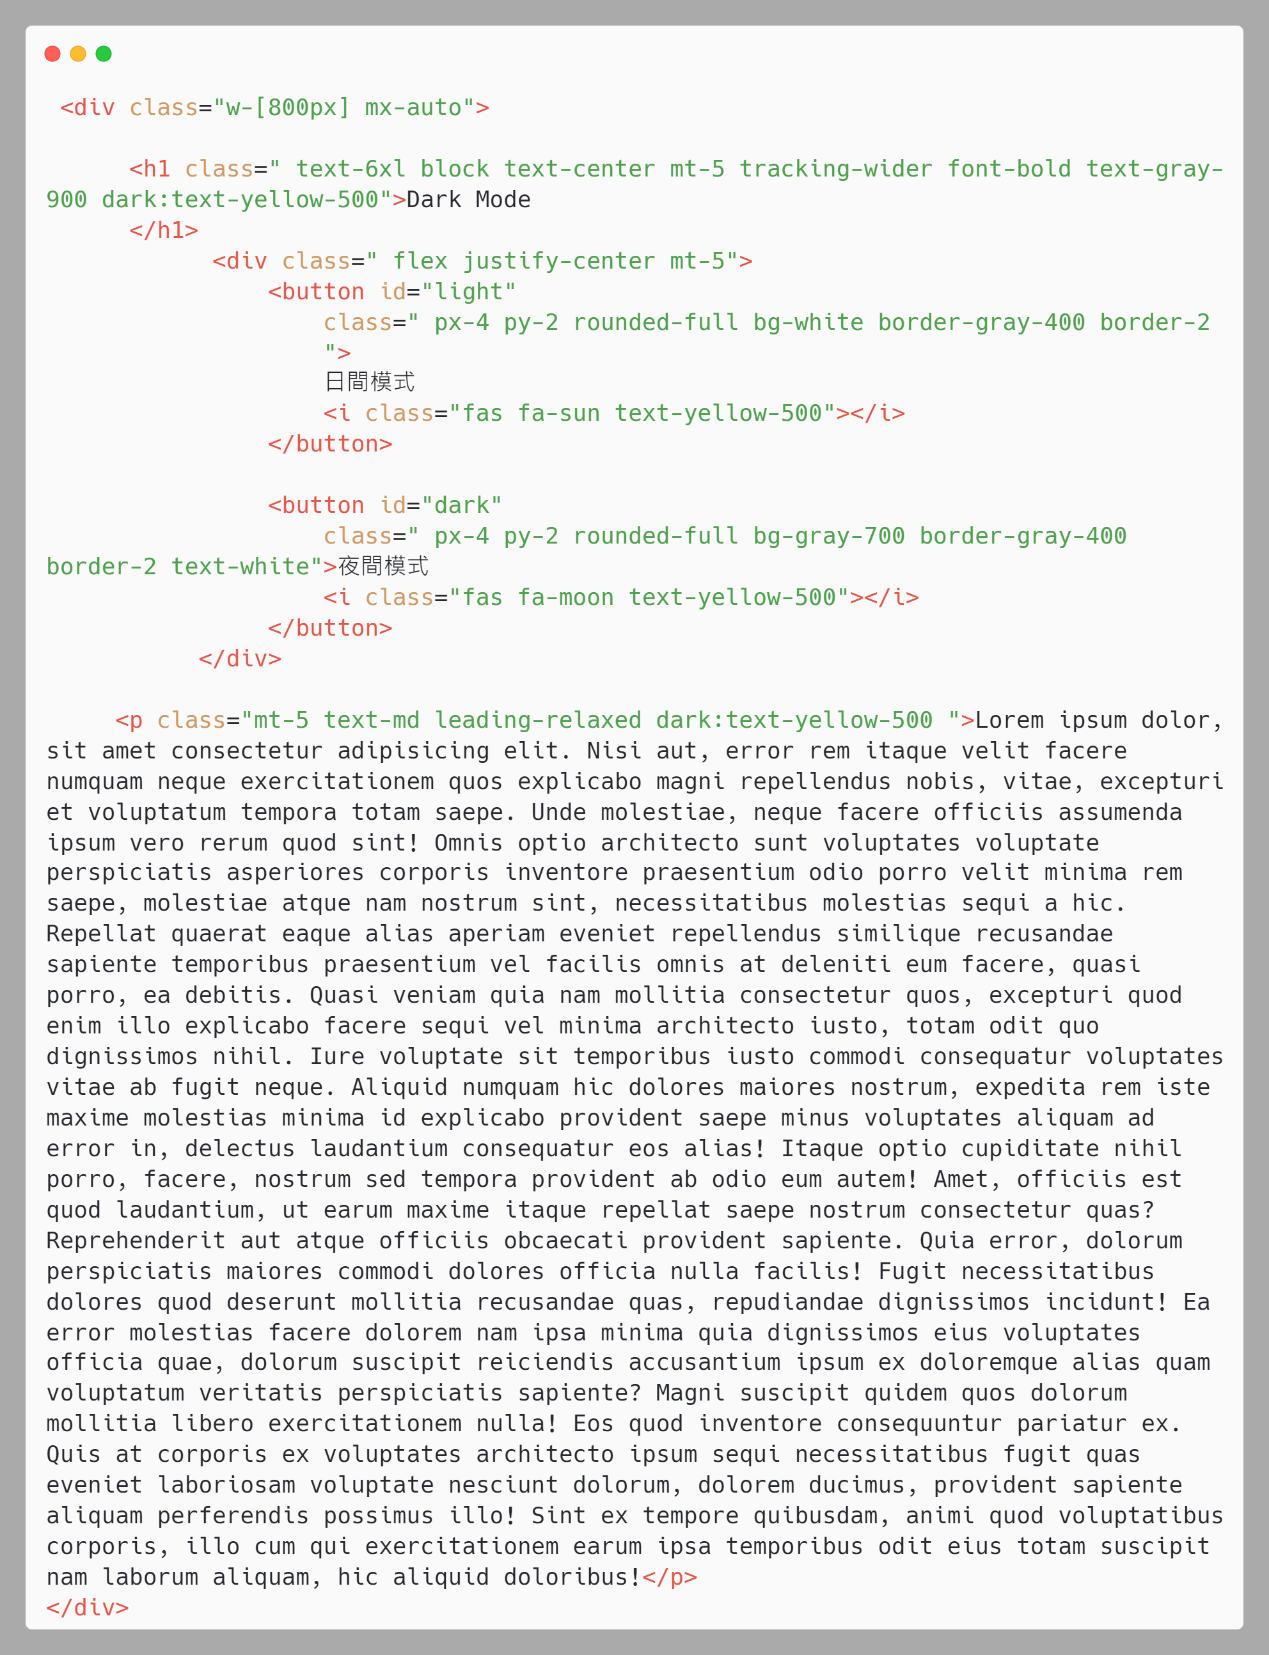 <div class="w-[800px] mx-auto">
<h1 class=" text-6xl block text-center mt-5 tracking-wider font-bold text-gray-
900 dark:text-yellow-500">Dark Mode
</h1>
<div class=" flex justify-center mt-5">
<button id="light"
class=" px-4 py-2 rounded-full bg-white border-gray-400 border-2
">
日間模式
<i class="fas fa-sun text-yellow-500"></i>
</button>
<button id="dark"
class=" px-4 py-2 rounded-full bg-gray-700 border-gray-400
border-2 text-white">夜間模式
<i class="fas fa-moon text-yellow-500"></i>
</button>
</div>
<p class="mt-5 text-md leading-relaxed dark:text-yellow-500 ">Lorem ipsum dolor,
sit amet consectetur adipisicing elit. Nisi aut, error rem itaque velit facere
numquam neque exercitationem quos explicabo magni repellendus nobis, vitae, excepturi
et voluptatum tempora totam saepe. Unde molestiae, neque facere officiis assumenda
ipsum vero rerum quod sint! Omnis optio architecto sunt voluptates voluptate
perspiciatis asperiores corporis inventore praesentium odio porro velit minima rem
saepe, molestiae atque nam nostrum sint, necessitatibus molestias sequi a hic.
Repellat quaerat eaque alias aperiam eveniet repellendus similique recusandae
sapiente temporibus praesentium vel facilis omnis at deleniti eum facere, quasi
porro, ea debitis. Quasi veniam quia nam mollitia consectetur quos, excepturi quod
enim illo explicabo facere sequi vel minima architecto iusto, totam odit quo
dignissimos nihil. Iure voluptate sit temporibus iusto commodi consequatur voluptates
vitae ab fugit neque. Aliquid numquam hic dolores maiores nostrum, expedita rem iste
maxime molestias minima id explicabo provident saepe minus voluptates aliquam ad
error in, delectus laudantium consequatur eos alias! Itaque optio cupiditate nihil
porro, facere, nostrum sed tempora provident ab odio eum autem! Amet, officiis est
quod laudantium, ut earum maxime itaque repellat saepe nostrum consectetur quas?
Reprehenderit aut atque officiis obcaecati provident sapiente. Quia error, dolorum
perspiciatis maiores commodi dolores officia nulla facilis! Fugit necessitatibus
dolores quod deserunt mollitia recusandae quas, repudiandae dignissimos incidunt! Ea
error molestias facere dolorem nam ipsa minima quia dignissimos eius voluptates
officia quae, dolorum suscipit reiciendis accusantium ipsum ex doloremque alias quam
voluptatum veritatis perspiciatis sapiente? Magni suscipit quidem quos dolorum
mollitia libero exercitationem nulla! Eos quod inventore consequuntur pariatur ex.
Quis at corporis ex voluptates architecto ipsum sequi necessitatibus fugit quas
eveniet laboriosam voluptate nesciunt dolorum, dolorem ducimus, provident sapiente
aliquam perferendis possimus illo! Sint ex tempore quibusdam, animi quod voluptatibus
corporis, illo cum qui exercitationem earum ipsa temporibus odit eius totam suscipit
nam laborum aliquam, hic aliquid doloribus!</p>
</div>